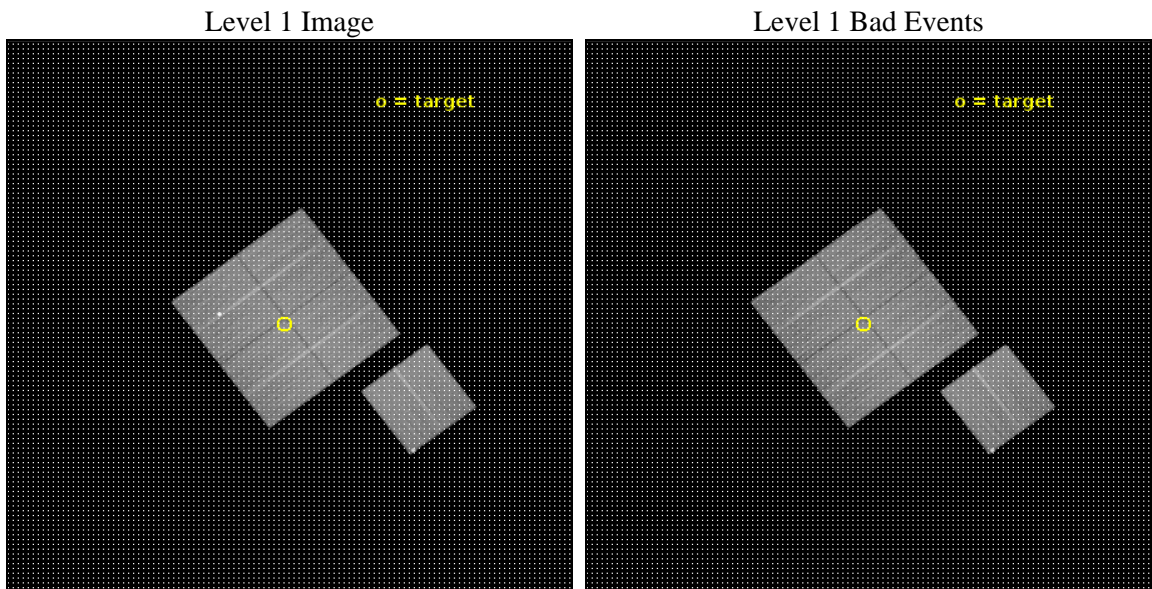 Level 1 Image
Level 1 Bad Events
o = target
o = target